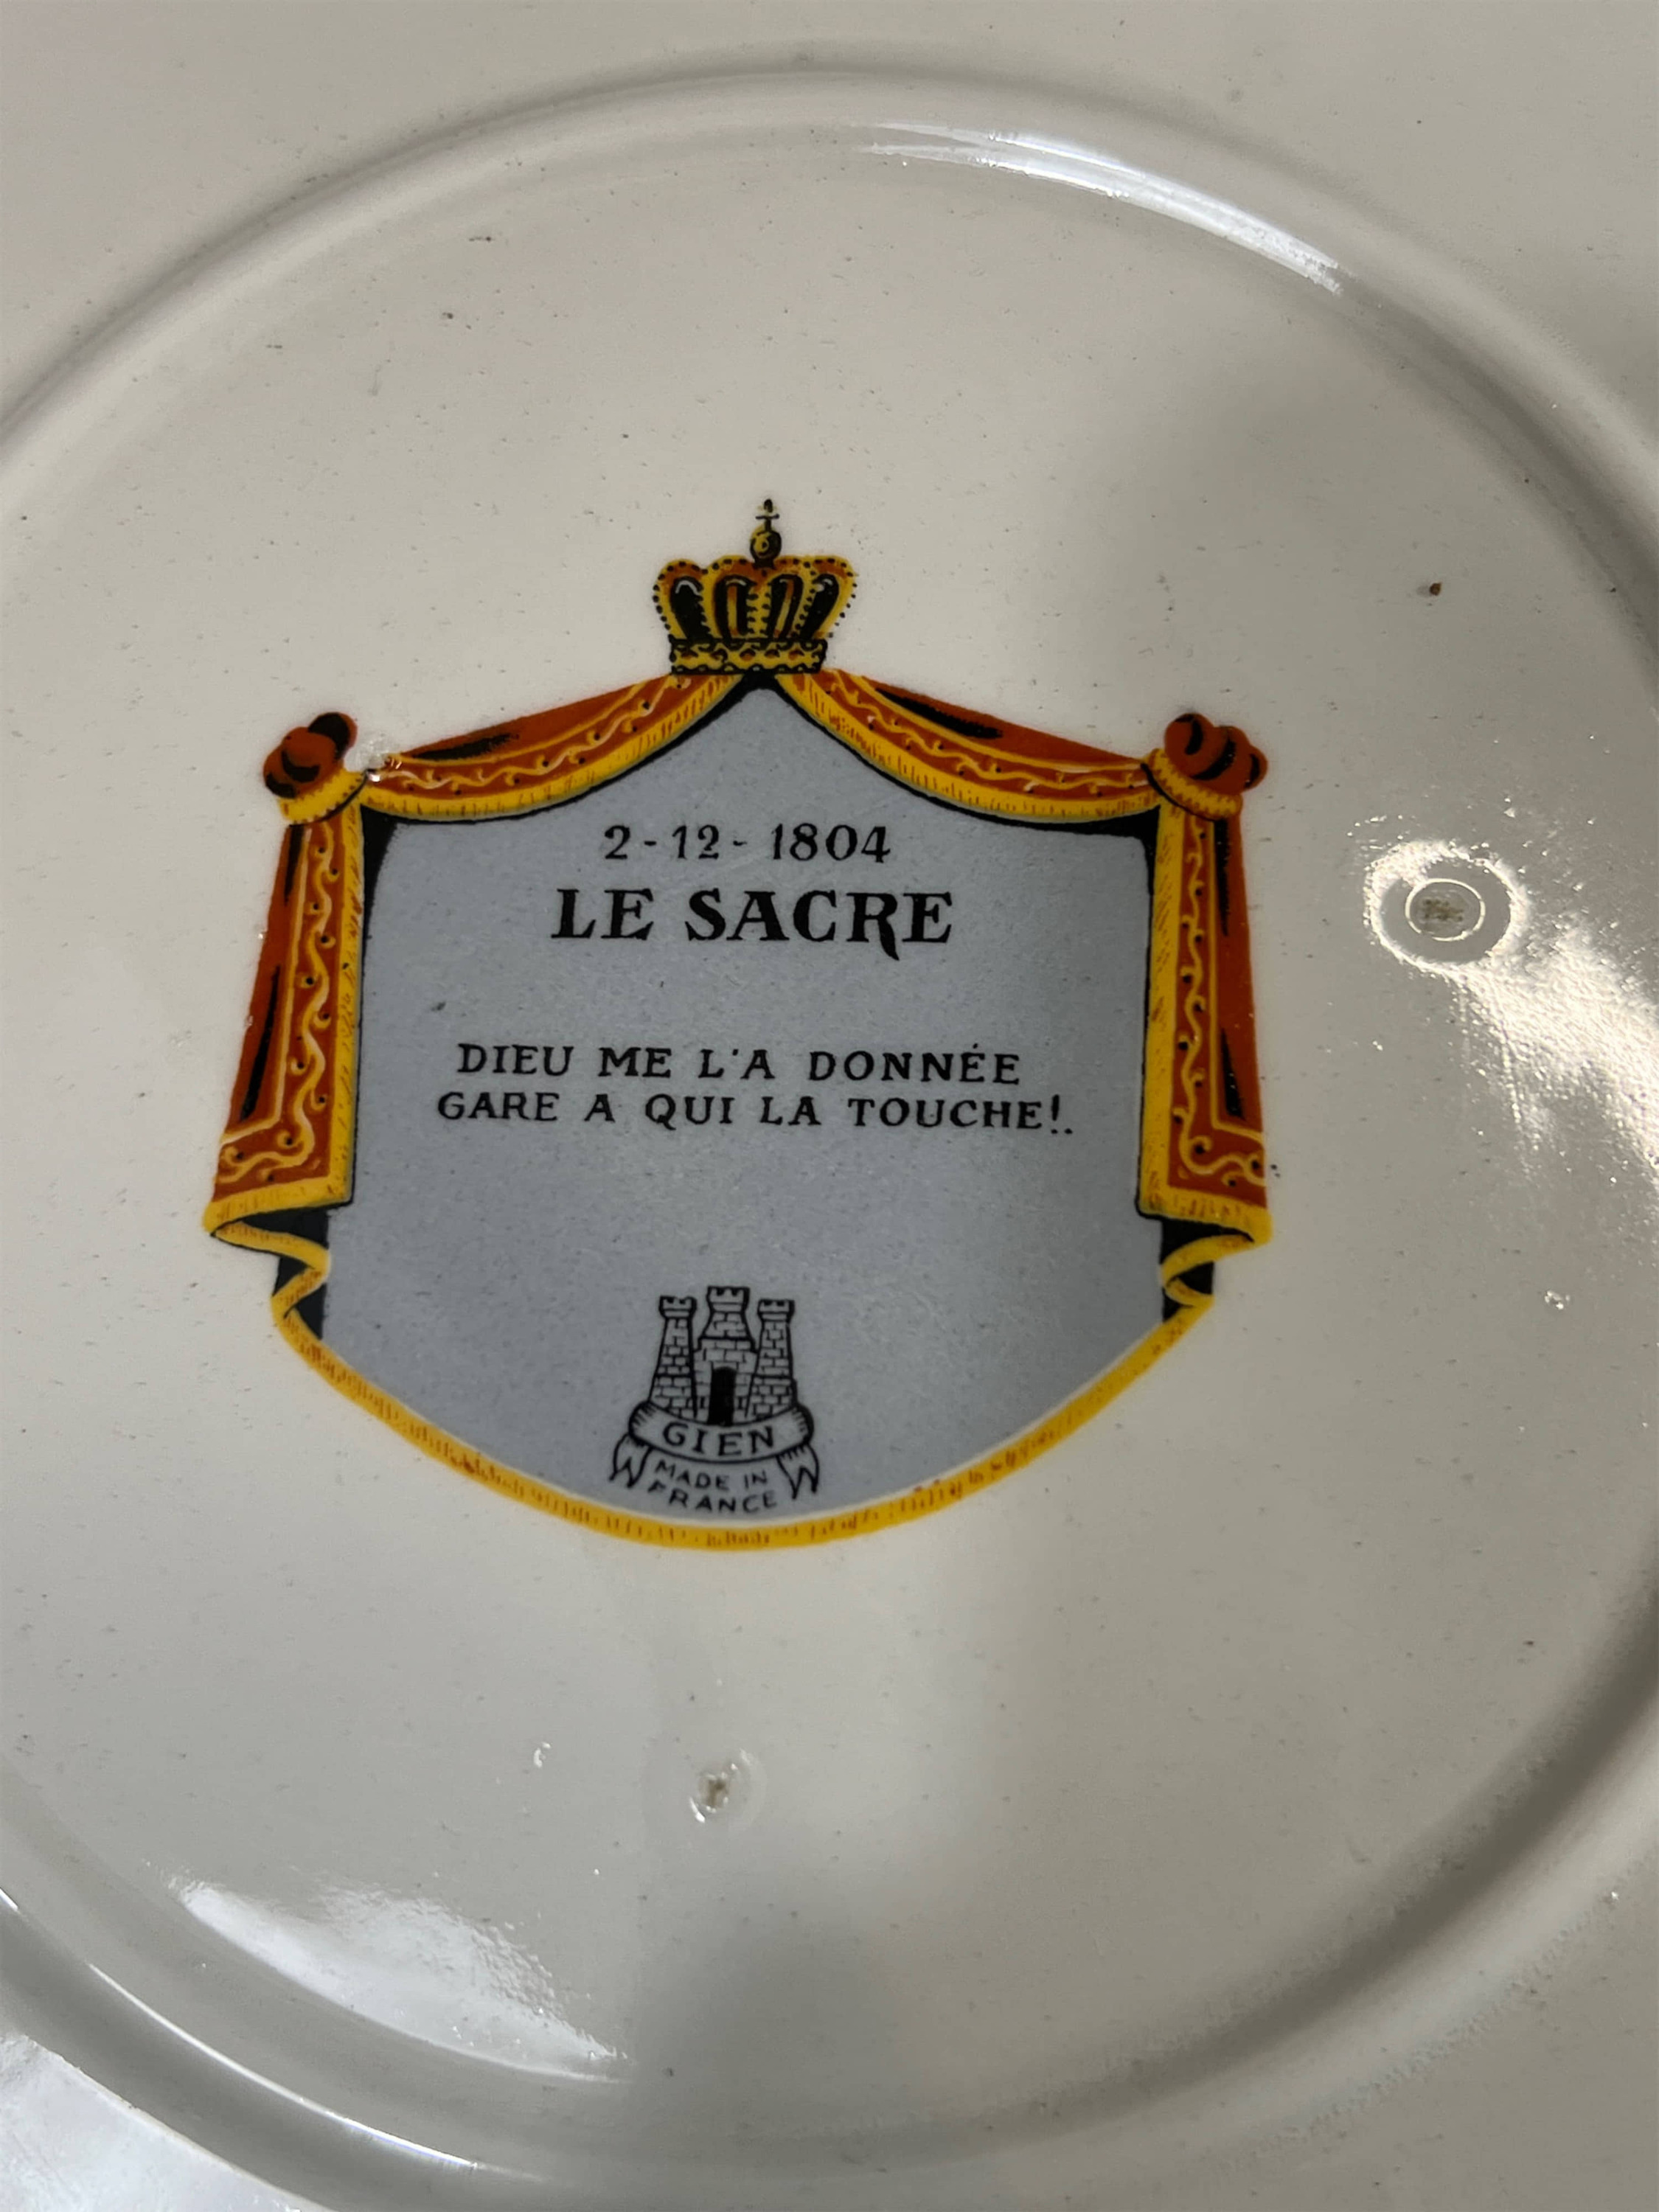 2-12-1804
LE SACRE
DIEU ME L'A DONNÉE
GARE A QUI LA TOUCHE!.
GIEN
MADE IN
FRANCE